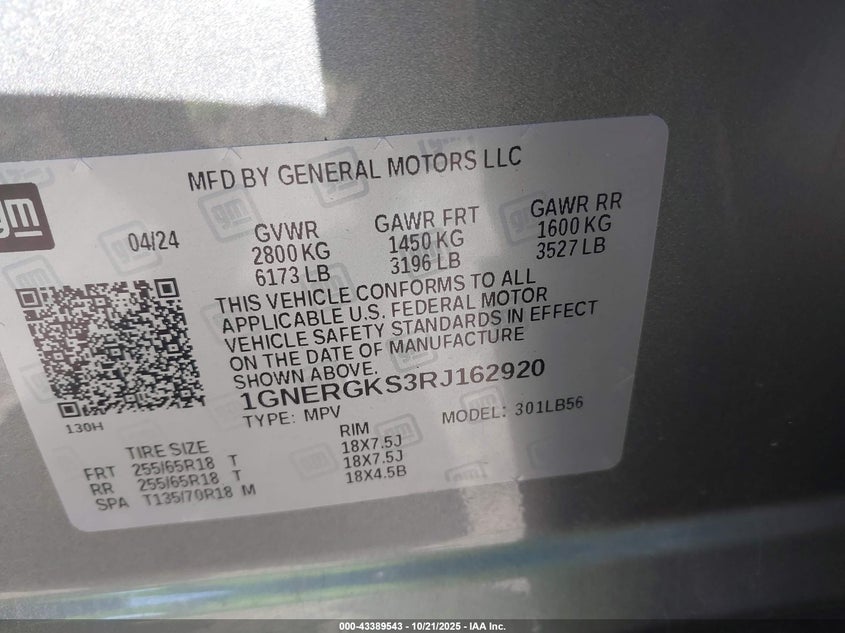 MFD BY GENERAL MOTORS LLC
gm
04/24
GVWR
2800 KG
6173 LB
GAWR FRT
1450 KG
3196 LB
GAWR RR
1600 KG
3527 LB
THIS VEHICLE CONFORMS TO ALL
APPLICABLE U.S. FEDERAL MOTOR
VEHICLE SAFETY STANDARDS IN EFFECT
ON THE DATE OF MANUFACTURE
SHOWN ABOVE.
1GNERGKS3RJ162920
TYPE: MPV
MODEL: 301LB56
130H
TIRE SIZE
RIM
FRT 255/65R18 T 18X7.5J
RR 255/65R18 T 18X7.5J
SPA T135/70R18 M 18X4.5B
000-43389543 - 10/21/2025 - IAA Inc.